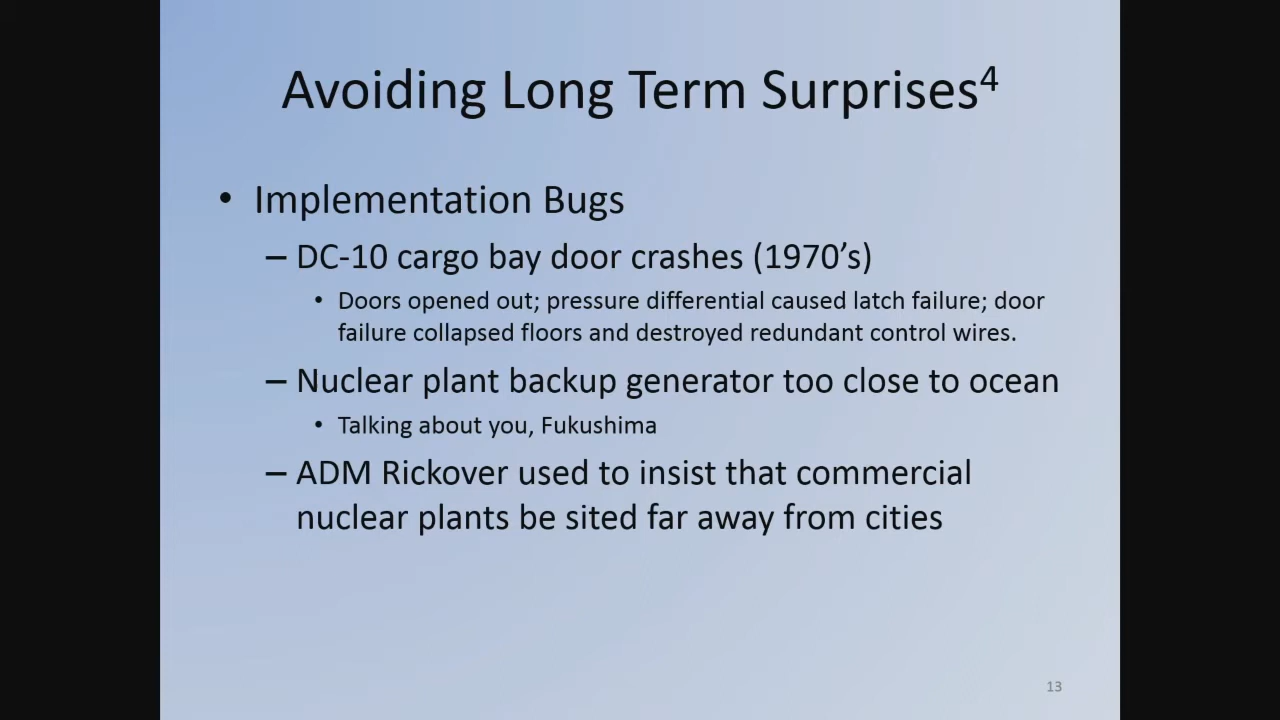 Avoiding Long Term Surprises⁴
• Implementation Bugs
– DC-10 cargo bay door crashes (1970’s)
• Doors opened out; pressure differential caused latch failure; door
failure collapsed floors and destroyed redundant control wires.
– Nuclear plant backup generator too close to ocean
• Talking about you, Fukushima
– ADM Rickover used to insist that commercial
nuclear plants be sited far away from cities
13